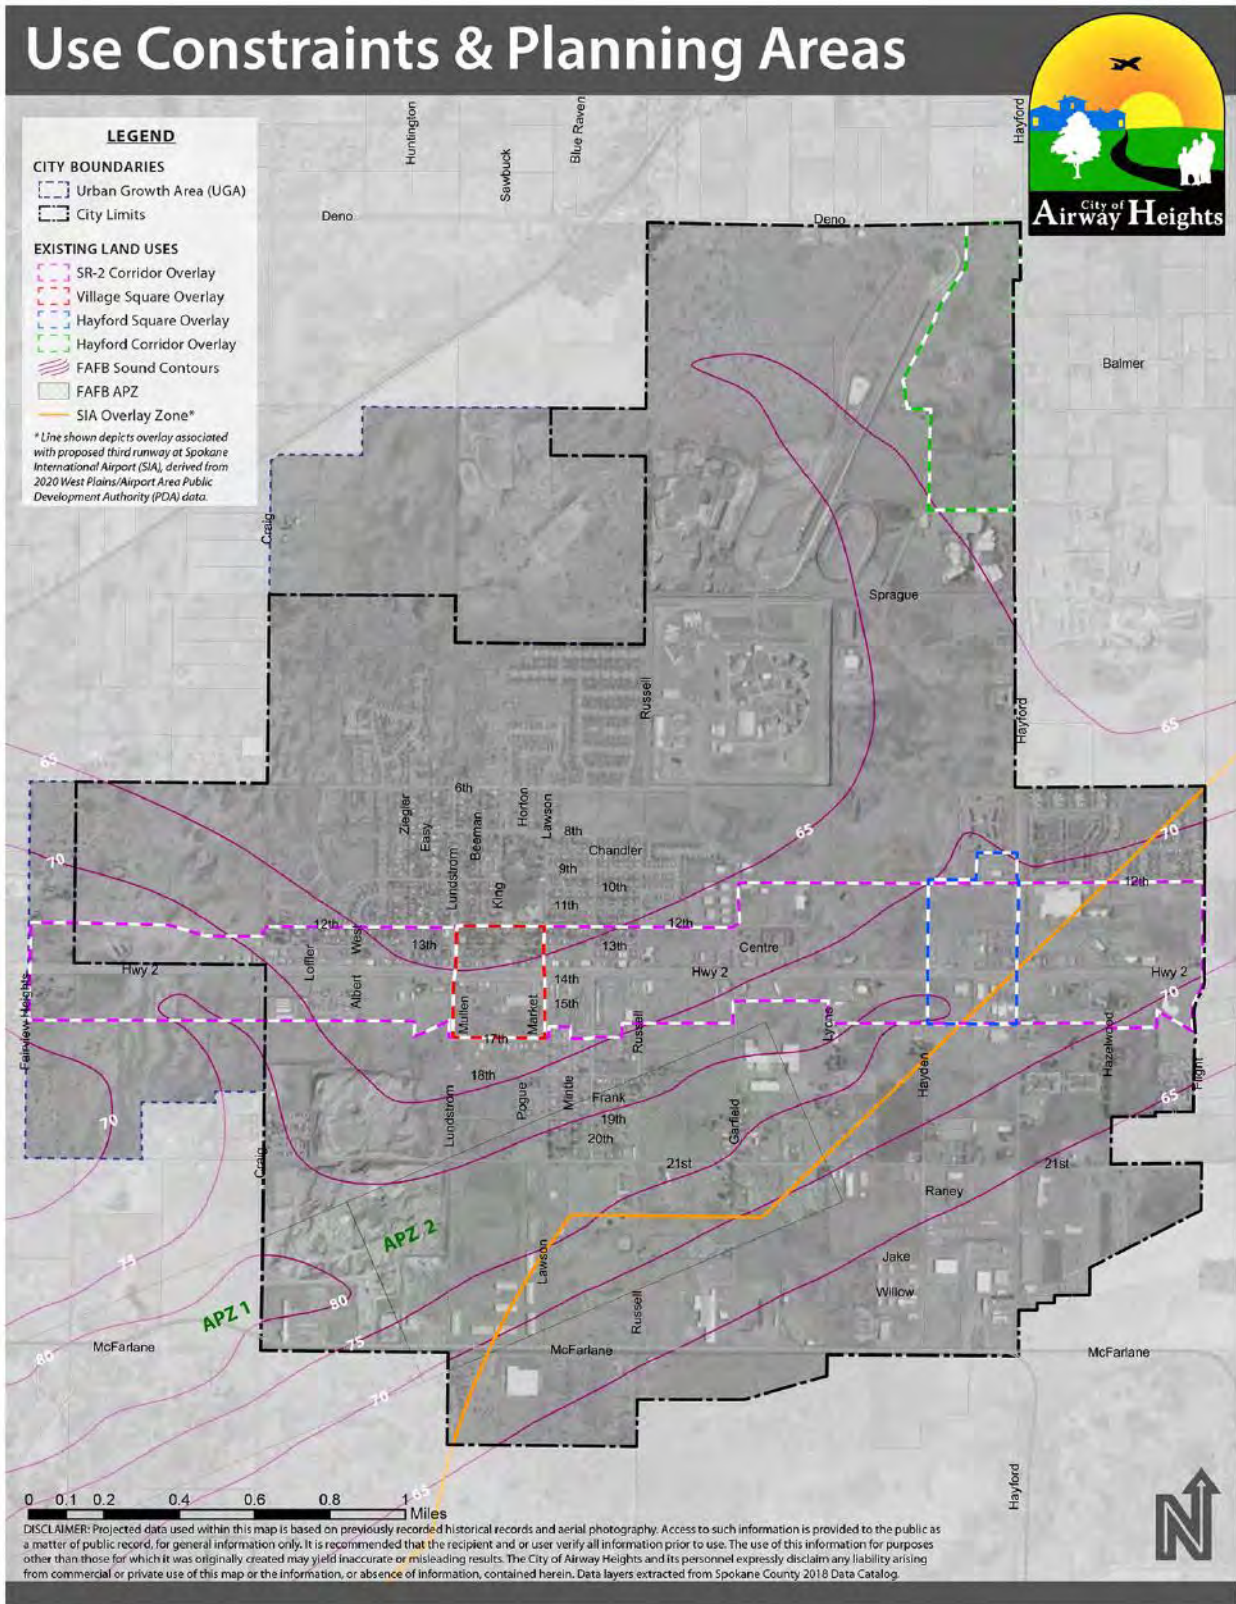 Use Constraints & Planning Areas
City of
Airway Heights
LEGEND
CITY BOUNDARIES
Urban Growth Area (UGA)
City Limits
EXISTING LAND USES
SR-2 Corridor Overlay
Village Square Overlay
Hayford Square Overlay
Hayford Corridor Overlay
FAFB Sound Contours
FAFB APZ
SIA Overlay Zone*
* Line shown depicts overlay associated
with proposed third runway at Spokane
International Airport (SIA), derived from
2020 West Plains/Airport Area Public
Development Authority (PDA) data.
Huntington
Sawbuck
Blue Raven
Hayford
Deno
Deno
Balmer
Craig
Sprague
Russell
Hayford
65
65
6th
Ziegler
Easy
Lundstrom
Beeman
King
Horton
Lawson
8th
Chandler
9th
10th
11th
65
70
70
12th
12th
12th
West
13th
13th
Centre
Loffler
Albert
Hwy 2
Hwy 2
Hwy 2
Fairview Heights
14th
15th
Mullen
Market
17th
Russell
Lyons
70
Hayden
Hazelwood
Flight
18th
Lundstrom
Pogue
Mintle
Frank
19th
20th
Garfield
65
70
Craig
21st
21st
Raney
APZ 2
Lawson
Jake
Willow
75
APZ 1
80
Russell
McFarlane
75
McFarlane
McFarlane
80
70
65
Hayford
0 0.1 0.2 0.4 0.6 0.8 1
Miles
N
DISCLAIMER: Projected data used within this map is based on previously recorded historical records and aerial photography. Access to such information is provided to the public as
a matter of public record, for general information only. It is recommended that the recipient and or user verify all information prior to use. The use of this information for purposes
other than those for which it was originally created may yield inaccurate or misleading results. The City of Airway Heights and its personnel expressly disclaim any liability arising
from commercial or private use of this map or the information, or absence of information, contained herein. Data layers extracted from Spokane County 2018 Data Catalog.